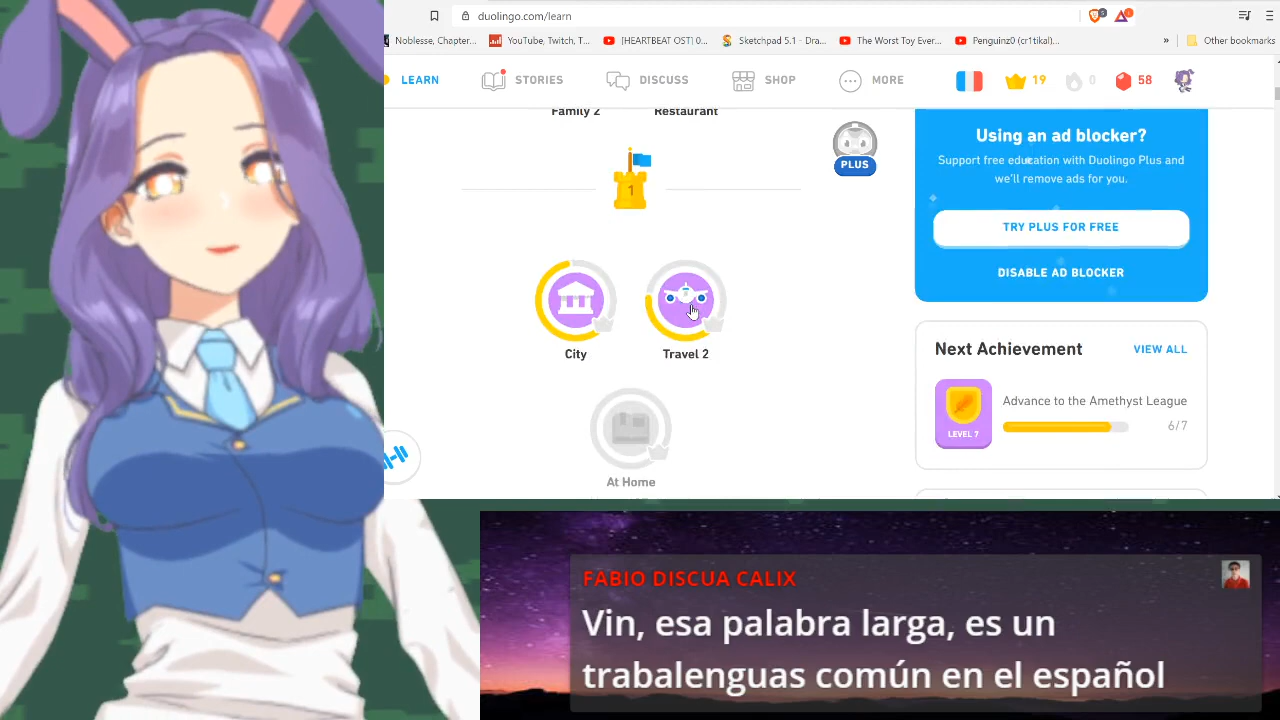 duolingo.com/learn
Noblesse, Chapter... YouTube, Twitch, T... [HEARTBEAT OST] 0... Sketchpad 5.1 - Dra... The Worst Toy Ever... Penguinz0 (cr1tikal)... » Other bookmarks
LEARN STORIES DISCUSS SHOP MORE 19 0 58
Family 2 Restaurant
PLUS
1
City Travel 2
At Home
Using an ad blocker?
Support free education with Duolingo Plus and
we'll remove ads for you.
TRY PLUS FOR FREE
DISABLE AD BLOCKER
Next Achievement VIEW ALL
Advance to the Amethyst League
6/7
LEVEL 7
FABIO DISCUA CALIX
Vin, esa palabra larga, es un
trabalenguas común en el español